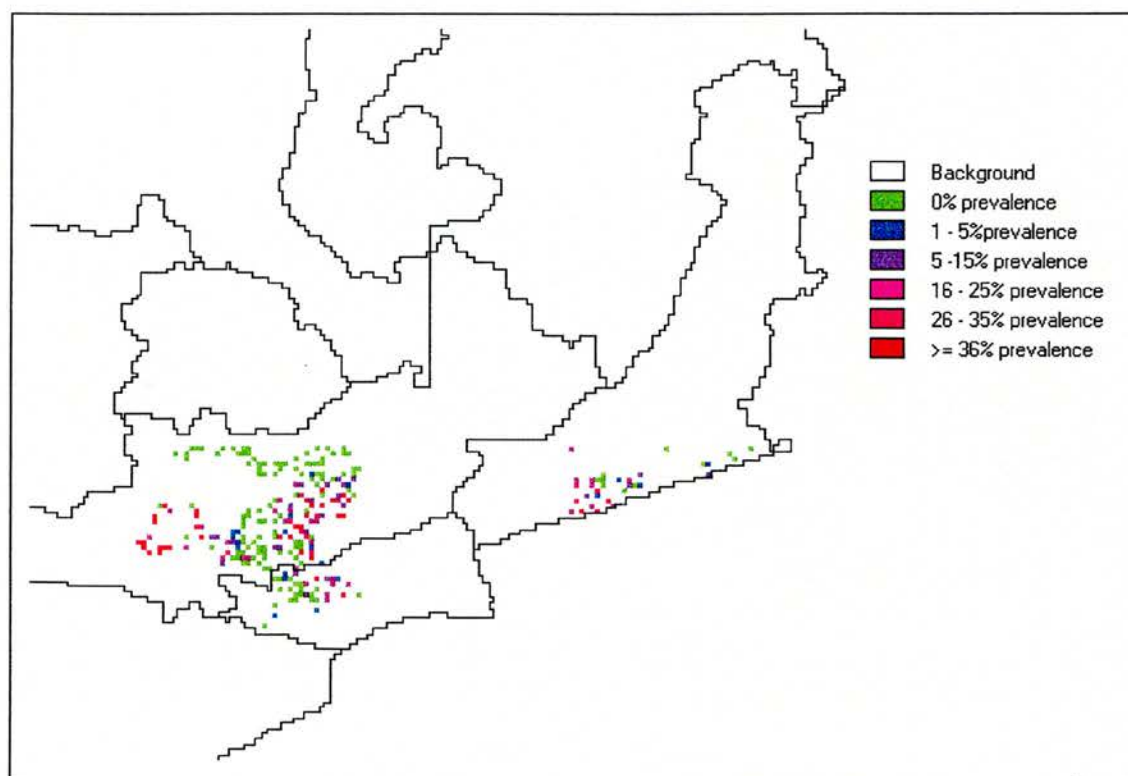 Background
0% prevalence
1 - 5%prevalence
5 -15% prevalence
16 - 25% prevalence
26 - 35% prevalence
>= 36% prevalence